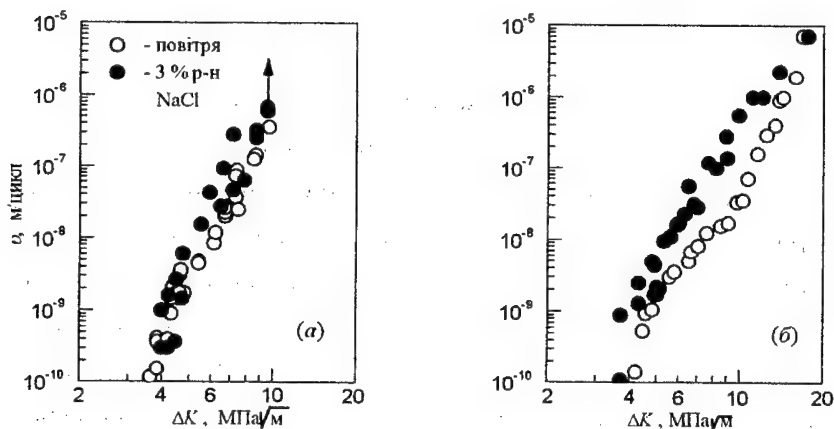 10⁻⁵
10⁻⁶
10⁻⁷
10⁻⁸
10⁻⁹
10⁻¹⁰
υ, м/цикл
- повітря
- 3 % р-н
NaCl
(а)
2 4 6 8 10 20
ΔK , МПа√м
10⁻⁵
10⁻⁶
10⁻⁷
10⁻⁸
10⁻⁹
10⁻¹⁰
(б)
2 4 6 8 10 20
ΔK , МПа√м